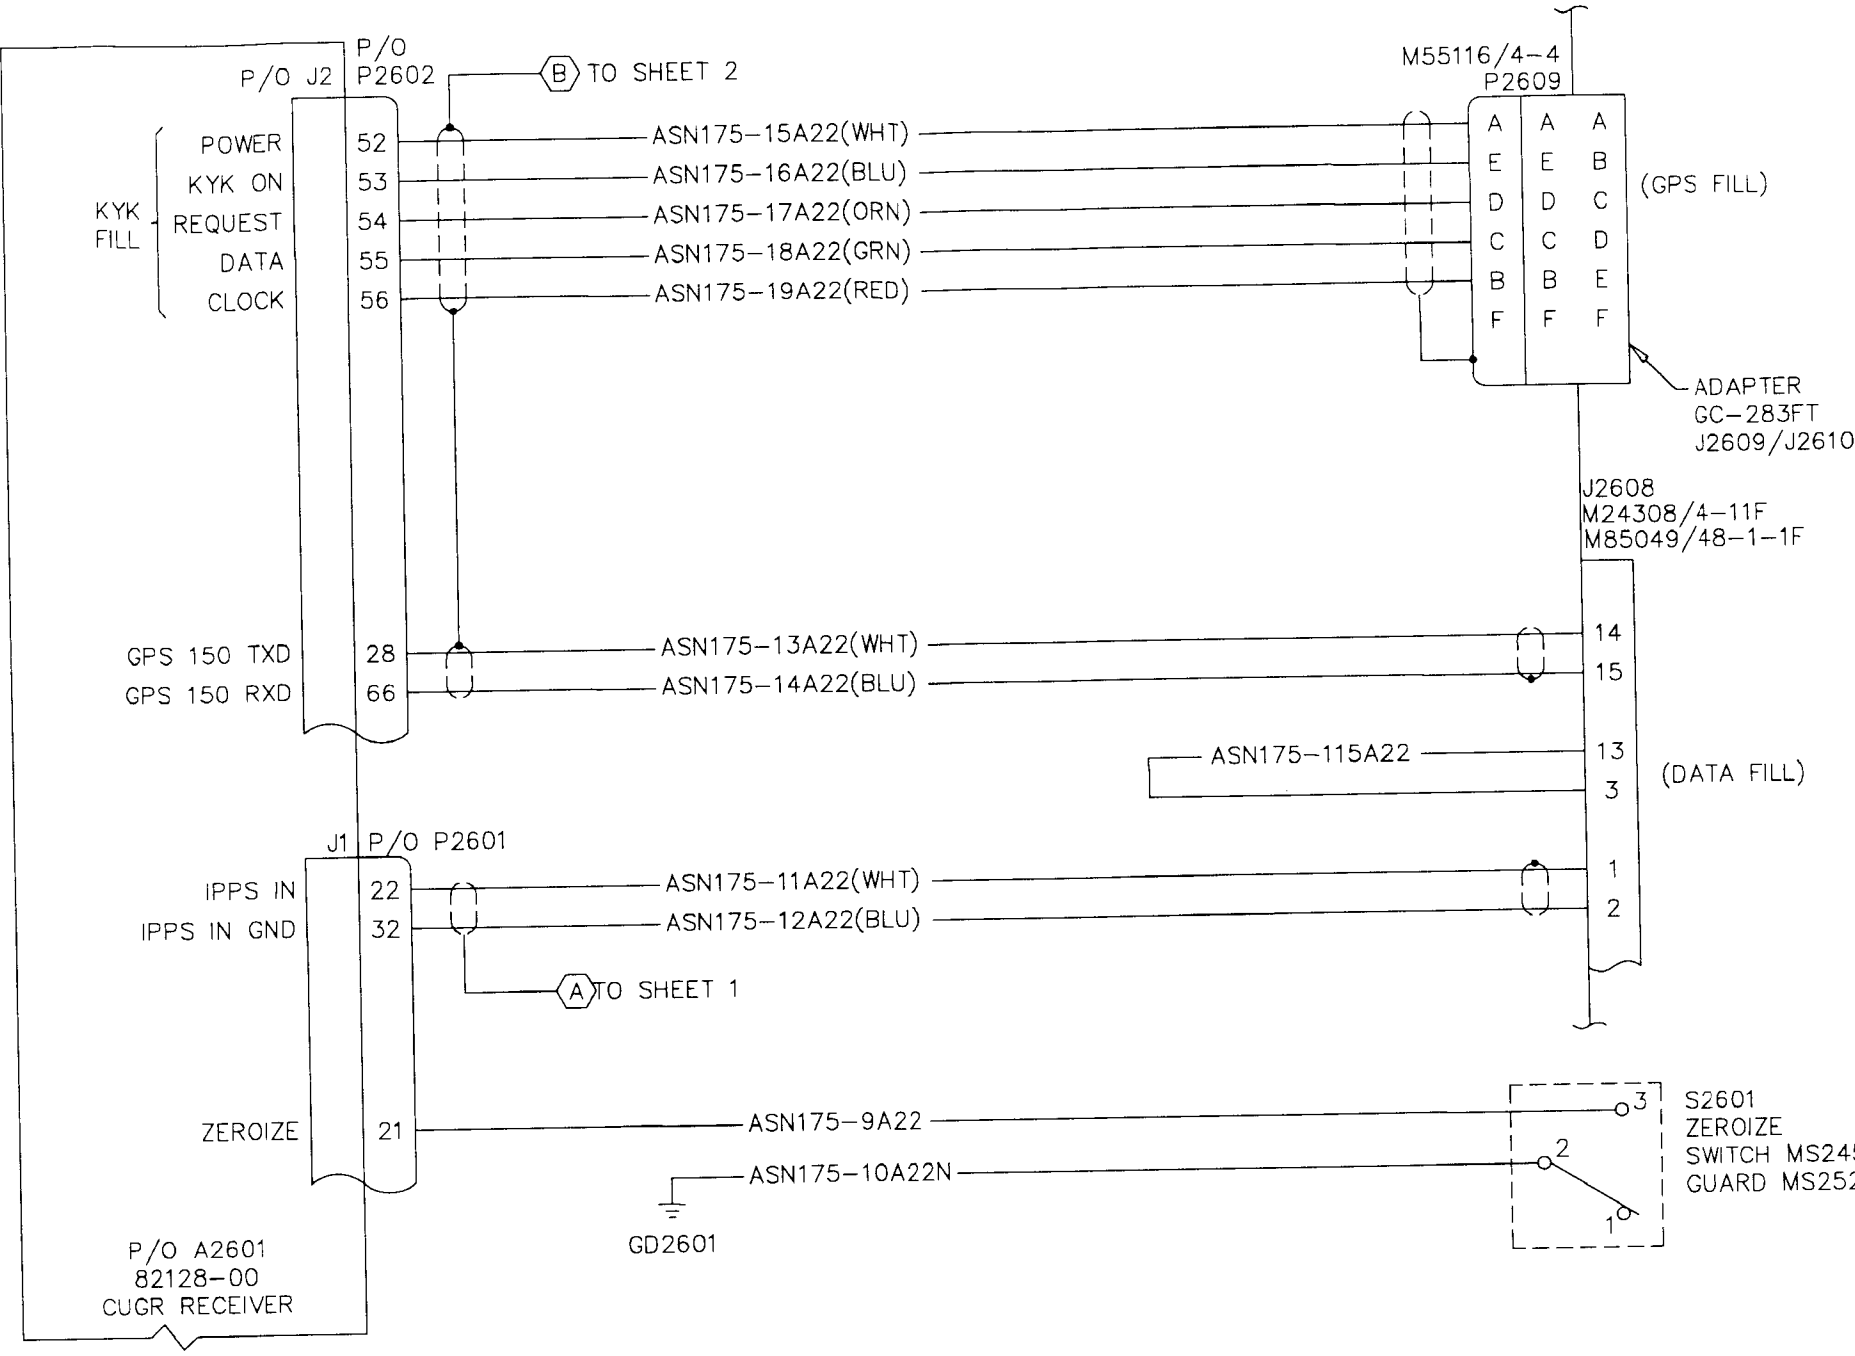 P/O J2
P/O
P2602
B TO SHEET 2
M55116/4-4
P2609
KYK
FILL
POWER 52 ASN175-15A22(WHT) A A A
KYK ON 53 ASN175-16A22(BLU) E E B
REQUEST 54 ASN175-17A22(ORN) D D C
DATA 55 ASN175-18A22(GRN) C C D
CLOCK 56 ASN175-19A22(RED) B B E
F F F
(GPS FILL)
ADAPTER
GC-283FT
J2609/J2610
J2608
M24308/4-11F
M85049/48-1-1F
GPS 150 TXD 28 ASN175-13A22(WHT) 14
GPS 150 RXD 66 ASN175-14A22(BLU) 15
ASN175-115A22 13
3
(DATA FILL)
J1 P/O P2601
IPPS IN 22 ASN175-11A22(WHT) 1
IPPS IN GND 32 ASN175-12A22(BLU) 2
A TO SHEET 1
ZEROIZE 21 ASN175-9A22 3
ASN175-10A22N 2
1
GD2601
S2601
ZEROIZE
SWITCH
GUARD
P/O A2601
82128-00
CUGR RECEIVER